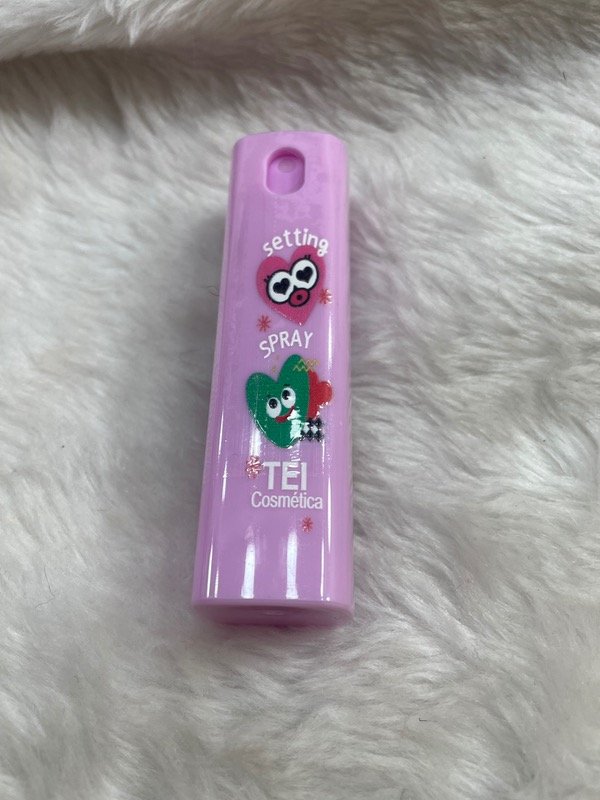 setting
SPRAY
TEI
Cosmética